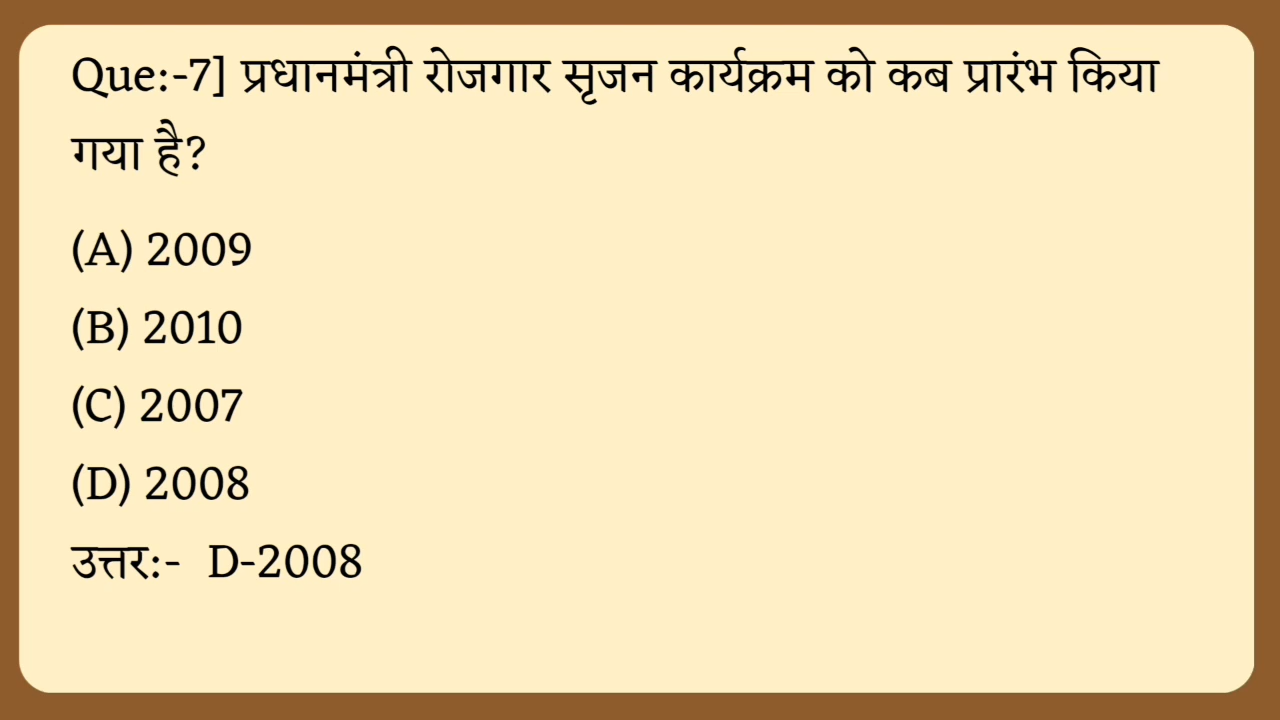 Que:-7] प्रधानमंत्री रोजगार सृजन कार्यक्रम को कब प्रारंभ किया
गया है?
(A) 2009
(B) 2010
(C) 2007
(D) 2008
उत्तर:- D-2008